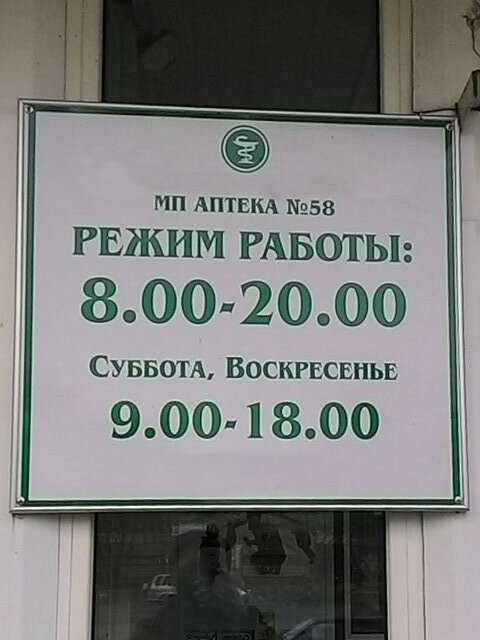 МП АПТЕКА №58
РЕЖИМ РАБОТЫ:
8.00-20.00
СУББОТА, ВОСКРЕСЕНЬЕ
9.00-18.00